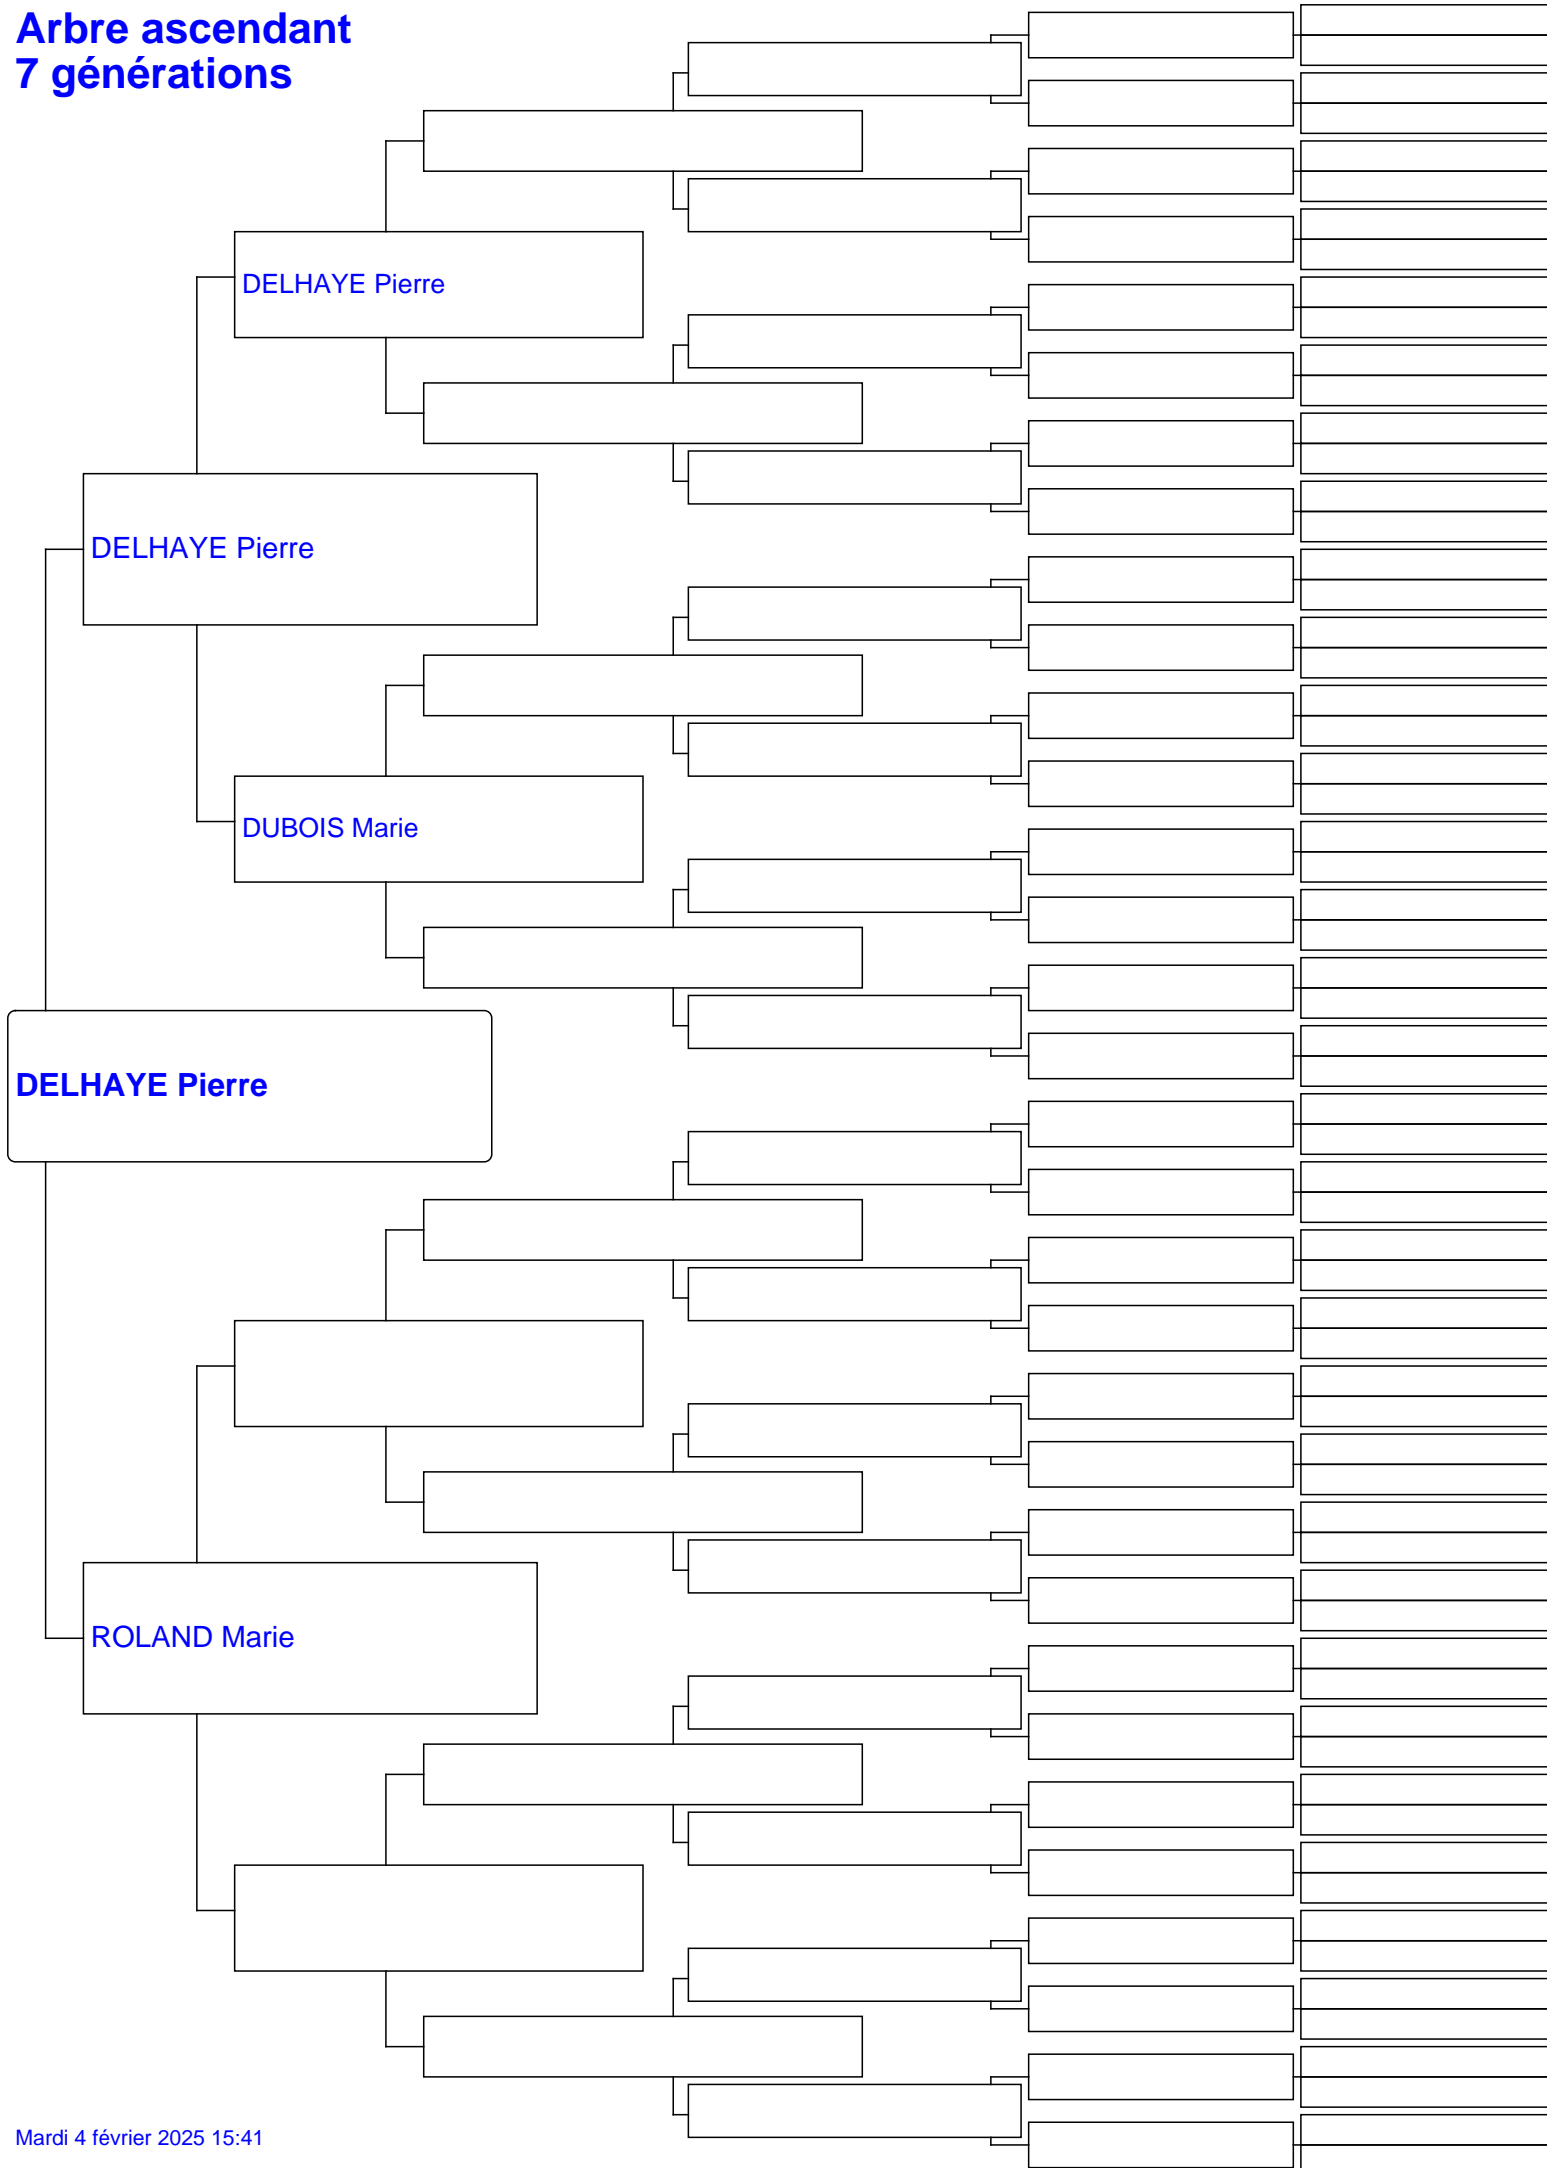 Arbre ascendant
7 générations
DELHAYE Pierre
DELHAYE Pierre
DUBOIS Marie
DELHAYE Pierre
ROLAND Marie
Mardi 4 février 2025 15:41